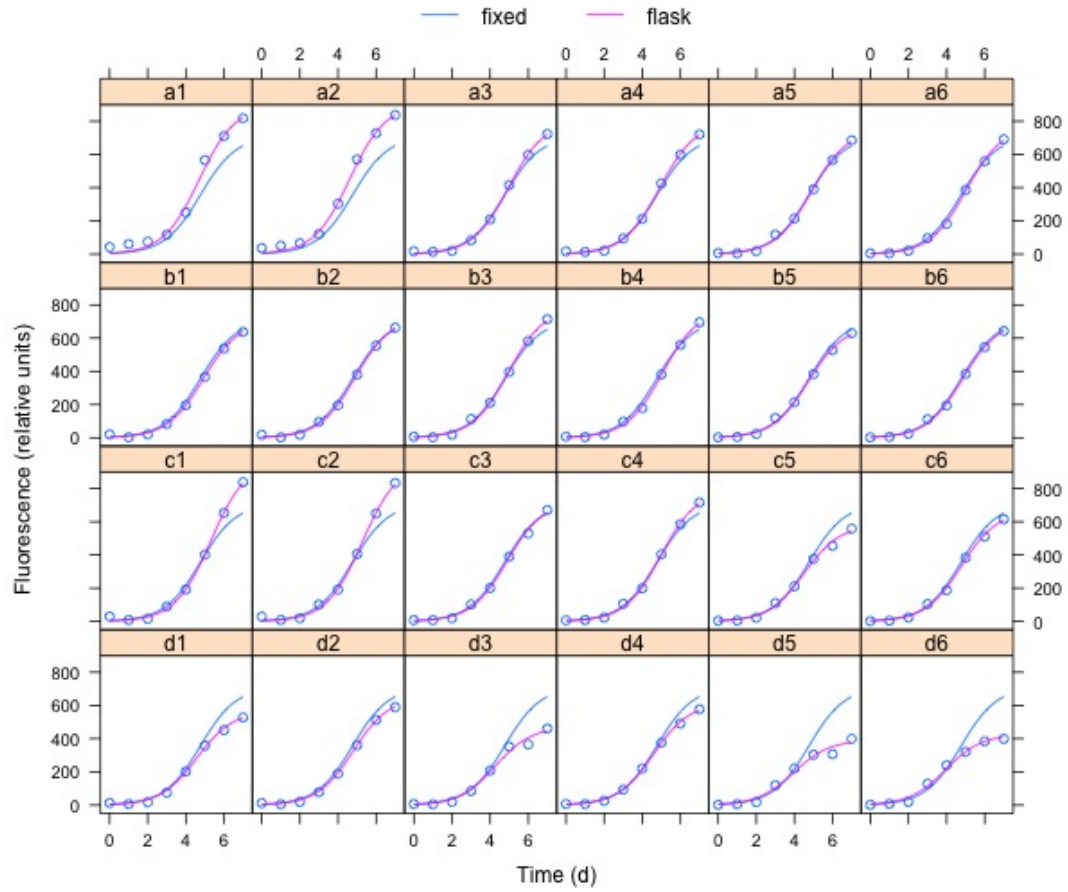 fixed flask
0 2 4 6 0 2 4 6 0 2 4 6
a1 a2 a3 a4 a5 a6
800
600
400
200
0
b1 b2 b3 b4 b5 b6
800
600
400
200
0
c1 c2 c3 c4 c5 c6
800
600
400
200
0
d1 d2 d3 d4 d5 d6
800
600
400
200
0
0 2 4 6 0 2 4 6 0 2 4 6
Time (d)
Fluorescence (relative units)